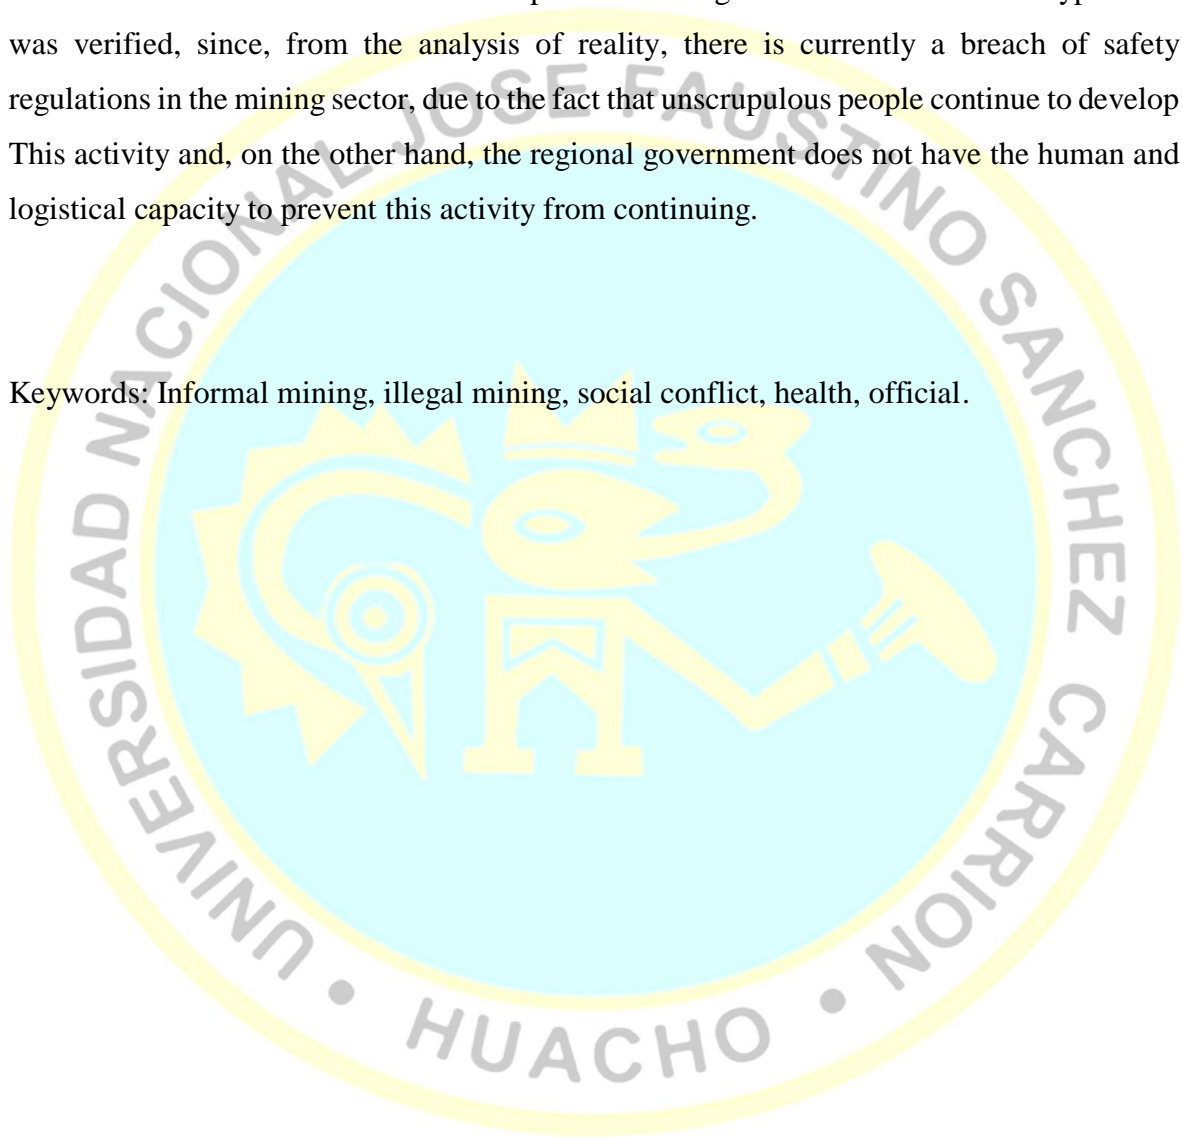 was verified, since, from the analysis of reality, there is currently a breach of safety
regulations in the mining sector, due to the fact that unscrupulous people continue to develop
This activity and, on the other hand, the regional government does not have the human and
logistical capacity to prevent this activity from continuing.
Keywords: Informal mining, illegal mining, social conflict, health, official.
UNIVERSIDAD NACIONAL JOSE FAUSTINO SANCHEZ CARRION • HUACHO •